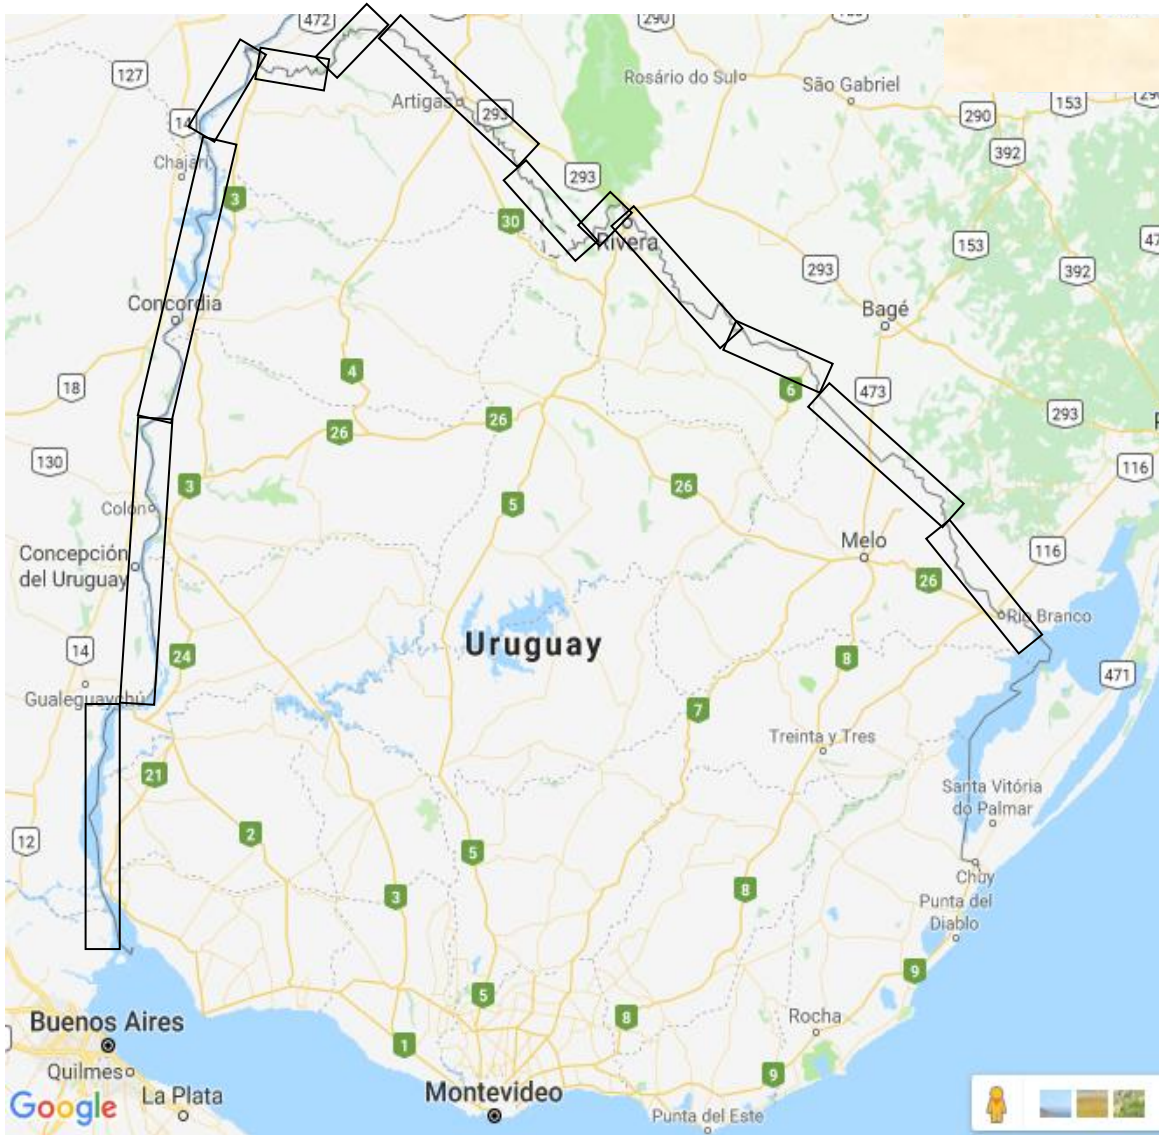 472
290
127
Rosário do Sul
São Gabriel
153
290
Artigas
293
14
290
392
Chajarí
293
3
30
Rivera
153
47
293
392
Concordia
Bagé
4
18
6
473
26
26
293
130
3
26
116
Colón
5
Concepción
del Uruguay
Melo
116
26
Rio Branco
Uruguay
14
24
8
471
Gualeguaychú
7
Treinta y Tres
21
Santa Vitória
do Palmar
12
2
5
Chuy
3
8
Punta del
Diablo
9
5
Buenos Aires
8
Rocha
1
Quilmes
9
Google
La Plata
Montevideo
Punta del Este